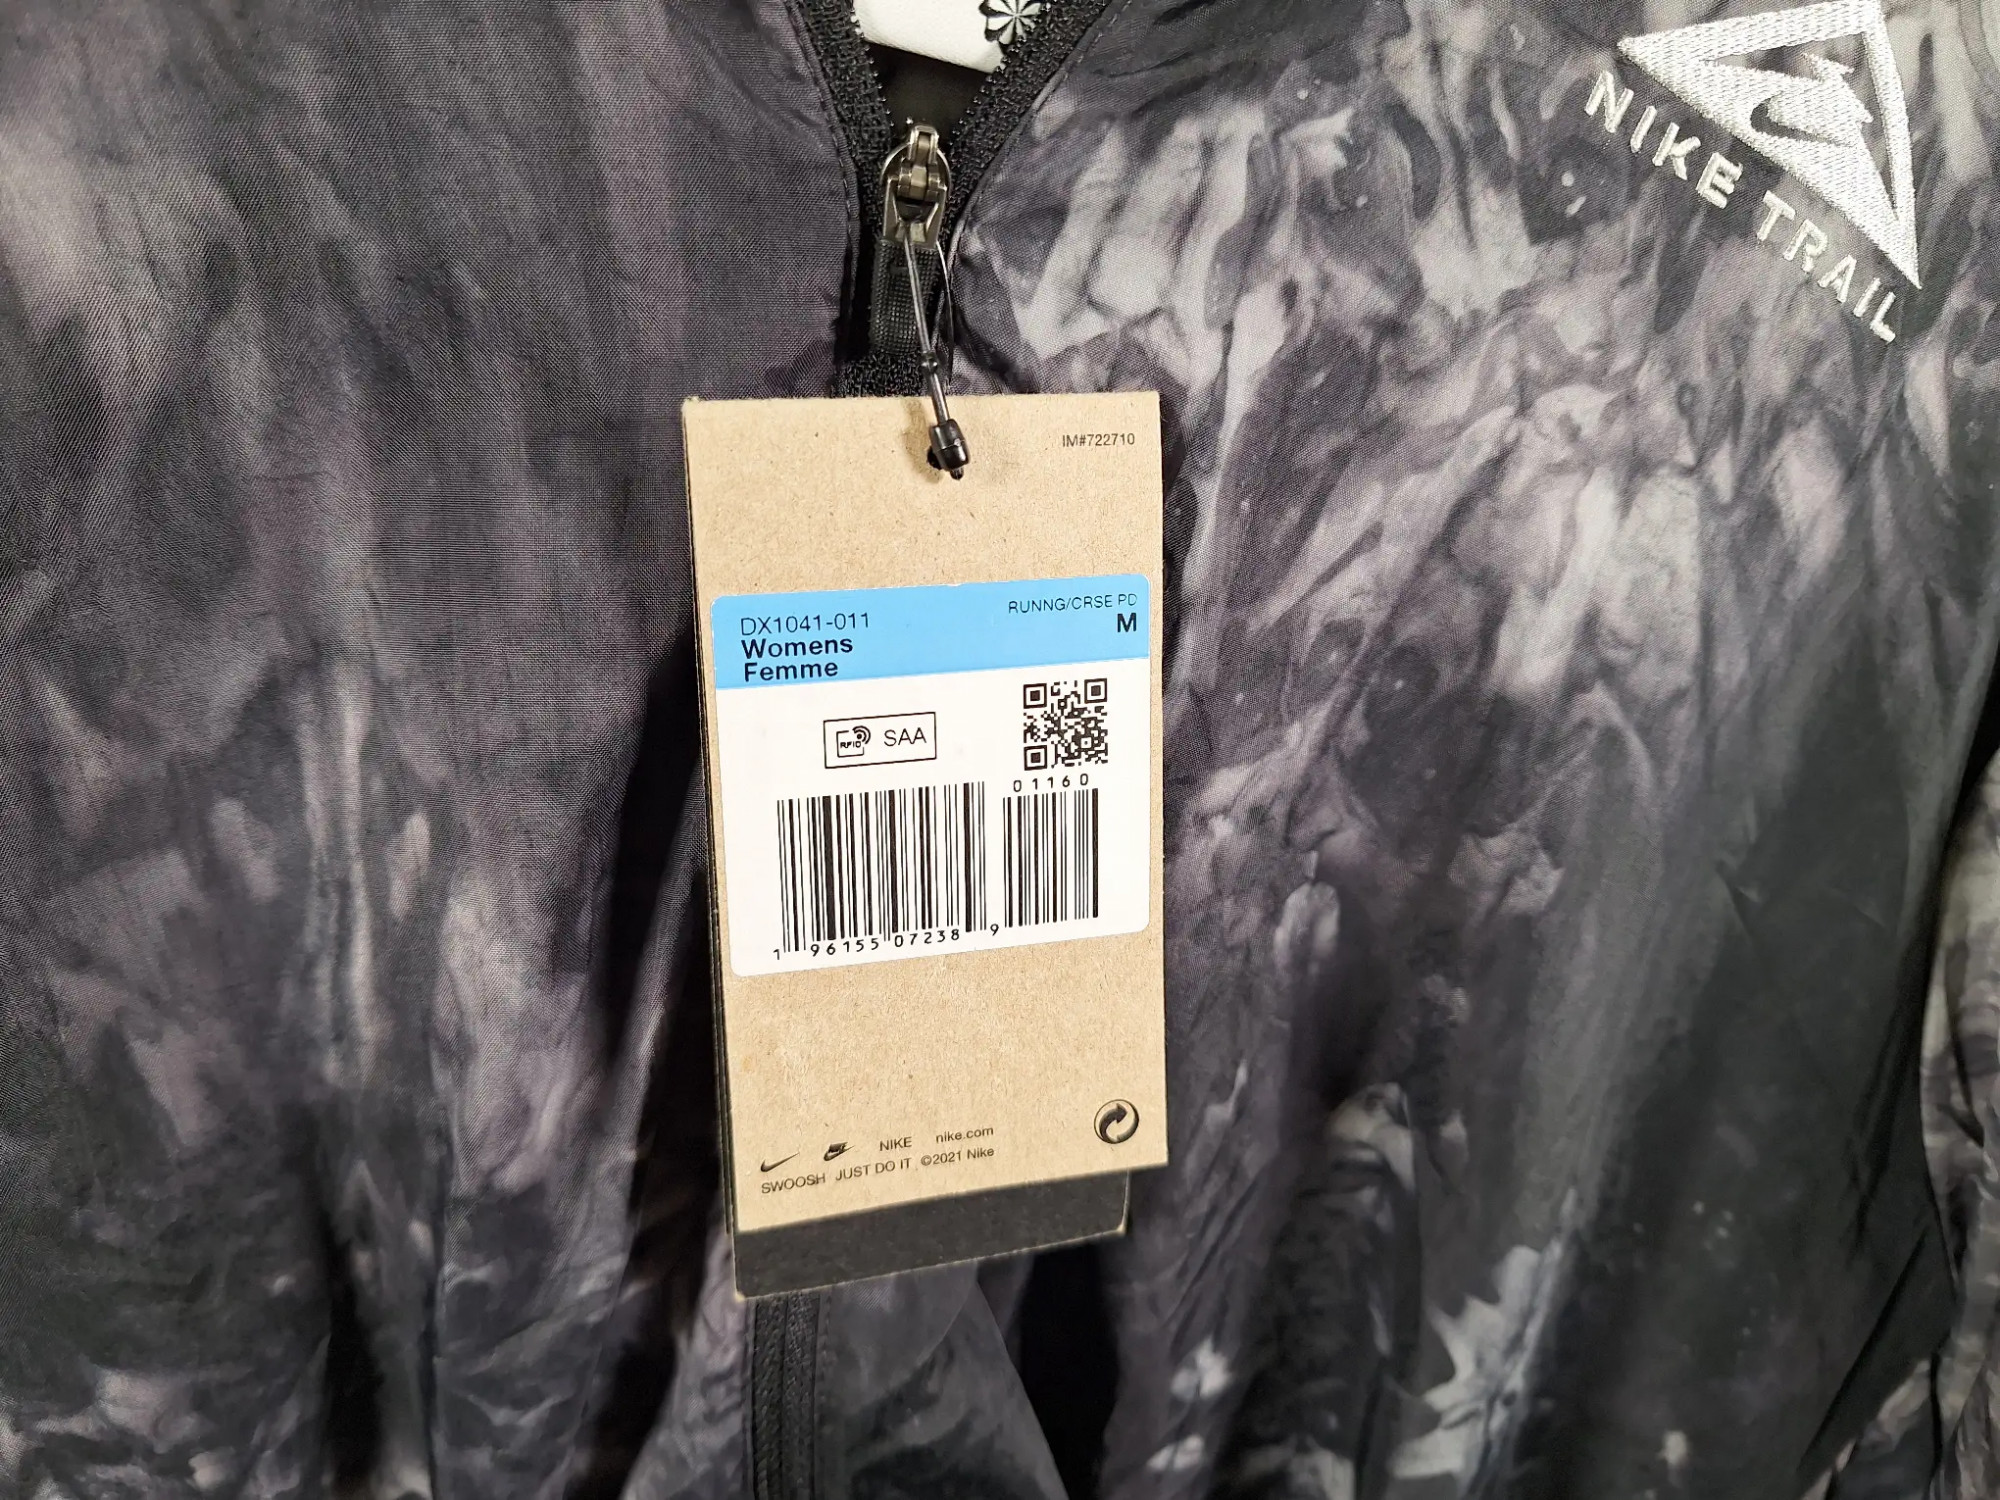 NIKE TRAIL
IM#722710
DX1041-011
RUNNG/CRSE PD
Womens
M
Femme
RFID SAA
01160
1 96155 07238 9
NIKE nike.com
SWOOSH JUST DO IT ©2021 Nike